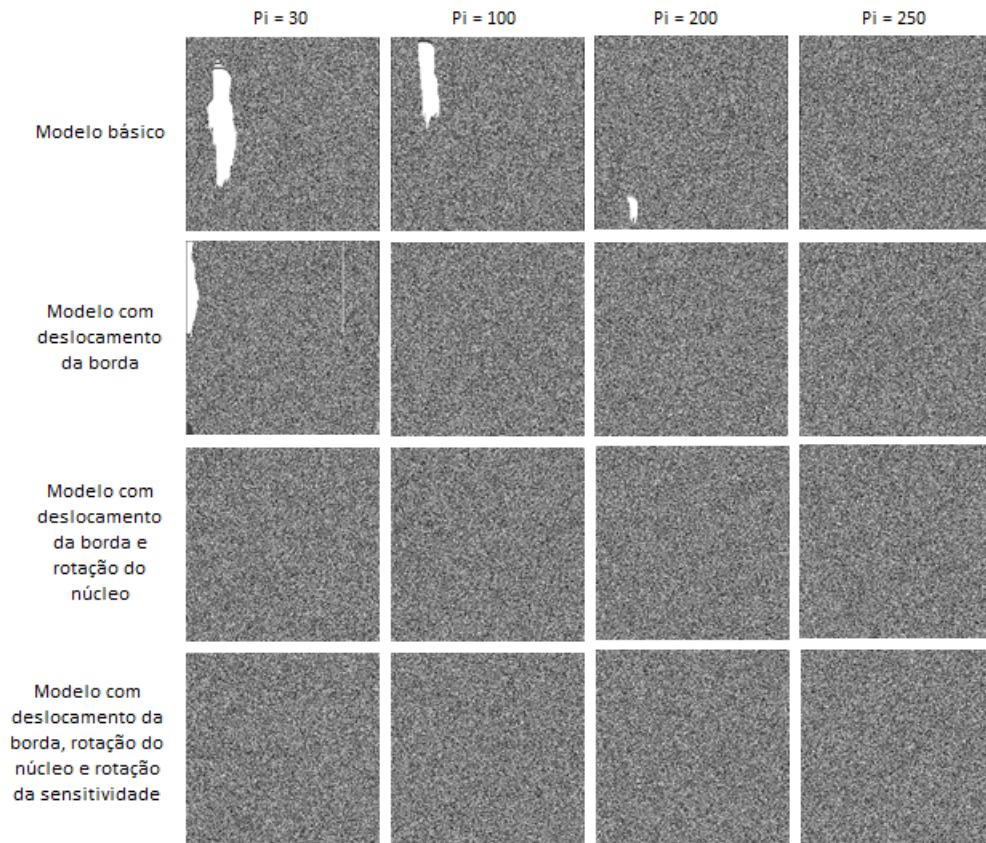 Pi = 30
Pi = 100
Pi = 200
Pi = 250
Modelo básico
Modelo com
deslocamento
da borda
Modelo com
deslocamento
da borda e
rotação do
núcleo
Modelo com
deslocamento da
borda, rotação do
núcleo e rotação
da sensitividade